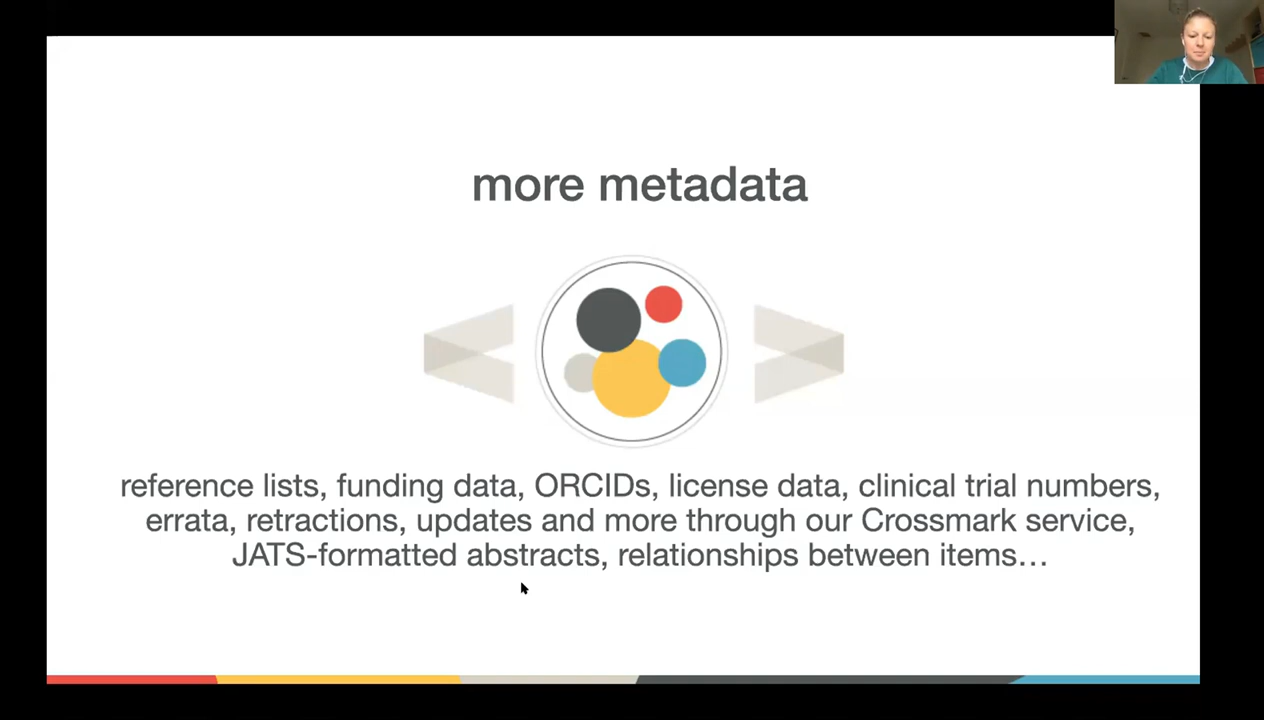 more metadata
reference lists, funding data, ORCIDs, license data, clinical trial numbers,
errata, retractions, updates and more through our Crossmark service,
JATS-formatted abstracts, relationships between items…